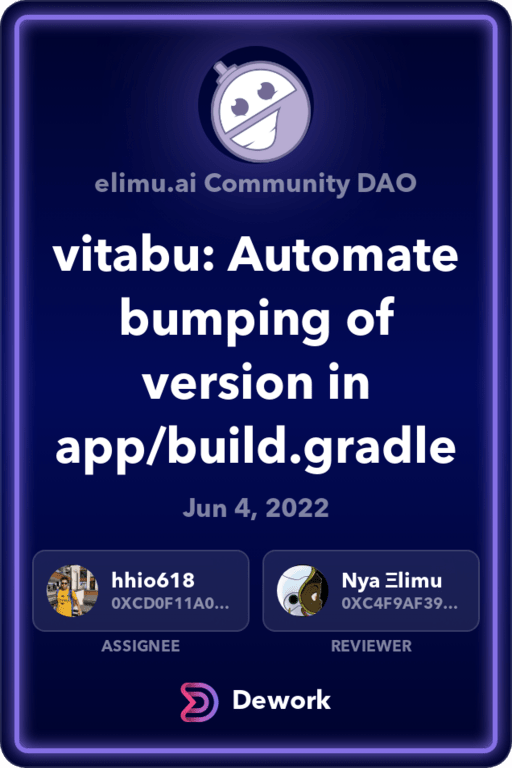 elimu.ai Community DAO
vitabu: Automate
bumping of
version in
app/build.gradle
Jun 4, 2022
hhio618
0XCD0F11A0...
ASSIGNEE
Nya Ξlimu
0XC4F9AF39...
REVIEWER
Dework